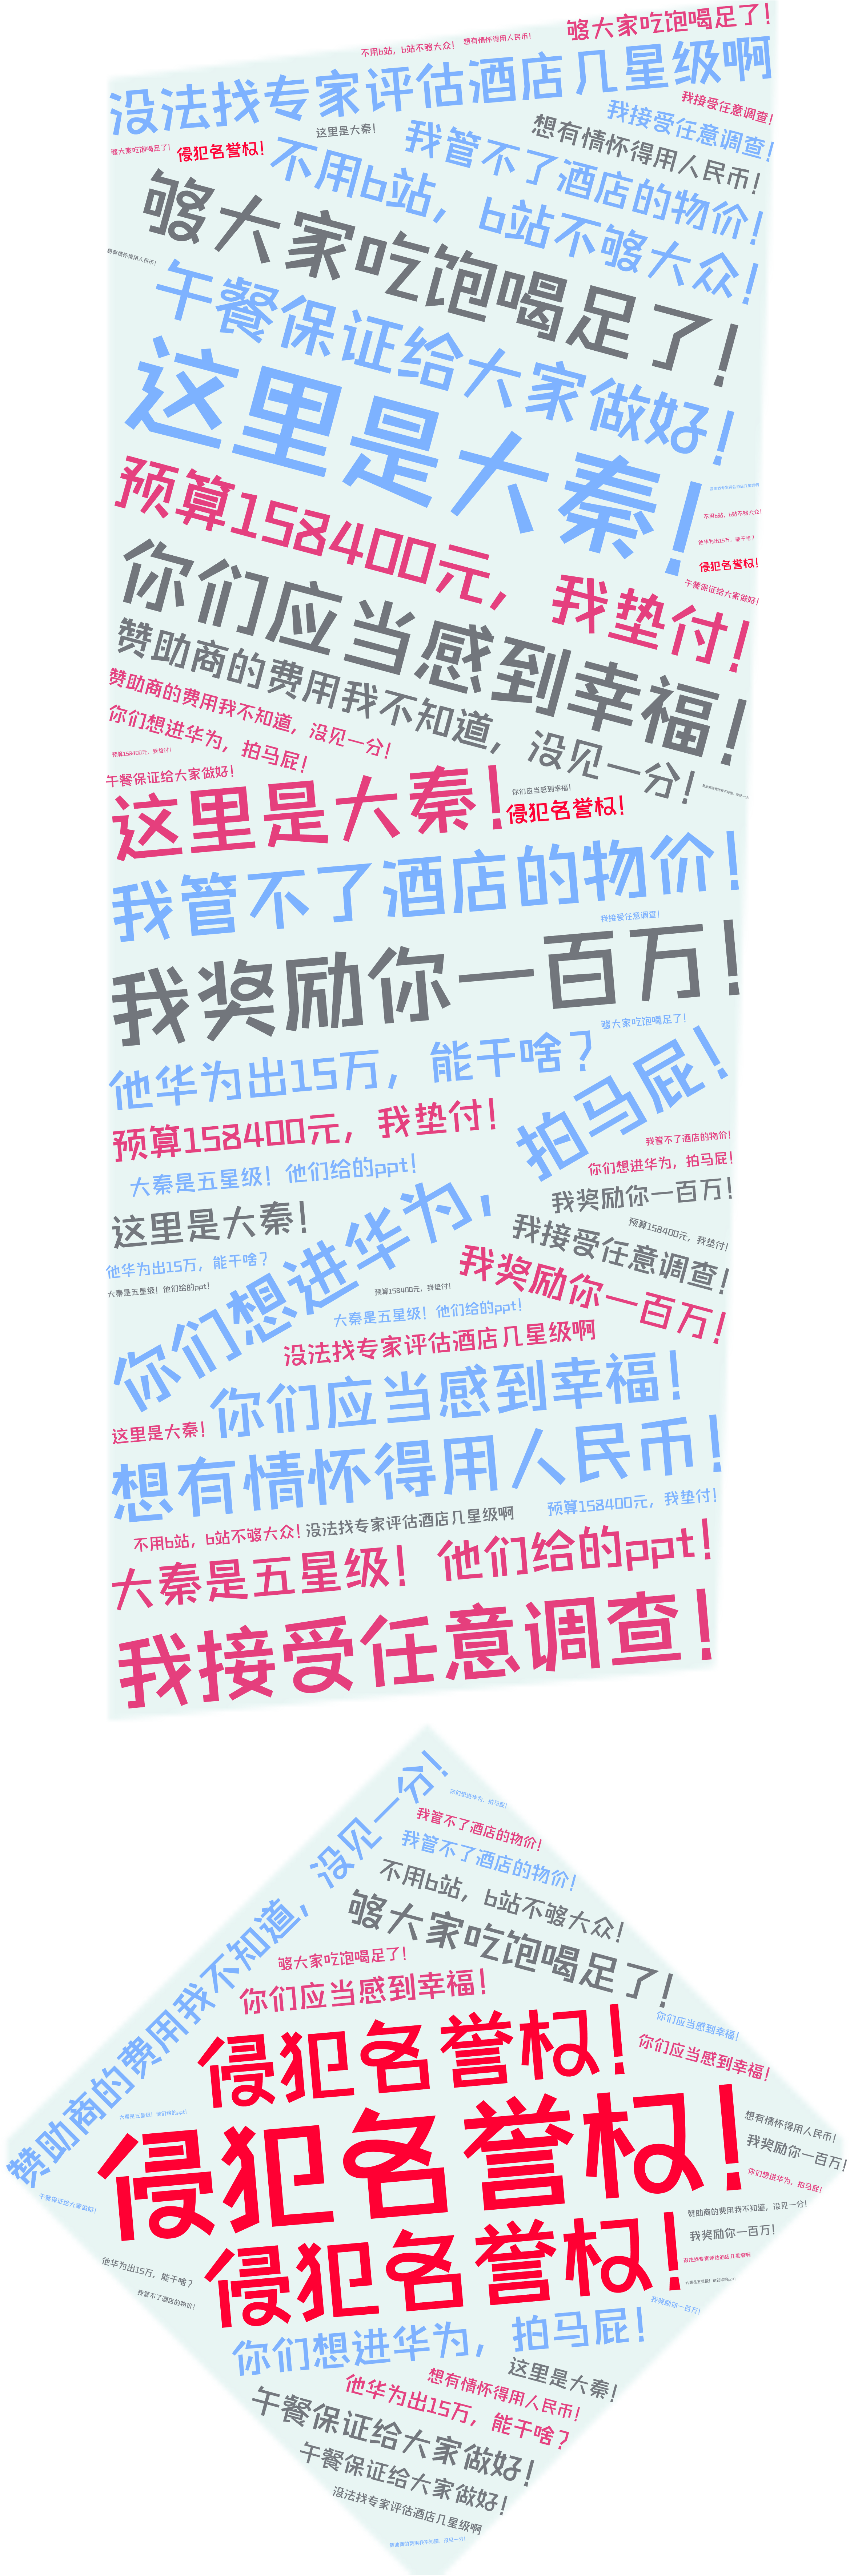 够大家吃饱喝足了！
想有情怀得用人民币！
不用b站，b站不够大众！
没法找专家评估酒店几星级啊
我接受任意调查！
我接受任意调查！
想有情怀得用人民币！
这里是大秦！
够大家吃饱喝足了！
侵犯名誉权！
我管不了酒店的物价！
不用b站，b站不够大众！
够大家吃饱喝足了！
想有情怀得用人民币！
午餐保证给大家做好！
这里是大秦！
没法找专家评估酒店几星级啊
不用b站，b站不够大众！
他华为出15万，能干啥？
侵犯名誉权！
午餐保证给大家做好！
预算158400元，我垫付！
你们应当感到幸福！
赞助商的费用我不知道，没见一分！
赞助商的费用我不知道，没见一分！
你们想进华为，拍马屁！
预算158400元，我垫付！
午餐保证给大家做好！
这里是大秦！
你们应当感到幸福！
赞助商的费用我不知道，没见一分！
侵犯名誉权！
我管不了酒店的物价！
我接受任意调查！
我奖励你一百万！
够大家吃饱喝足了！
他华为出15万，能干啥？
预算158400元，我垫付！
我管不了酒店的物价！
你们想进华为，拍马屁！
大秦是五星级！他们给的ppt！
我奖励你一百万！
这里是大秦！
我接受任意调查！
预算158400元，我垫付！
他华为出15万，能干啥？
大秦是五星级！他们给的ppt！
你们想进华为，拍马屁！
我奖励你一百万！
预算158400元，我垫付！
大秦是五星级！他们给的ppt！
没法找专家评估酒店几星级啊
你们应当感到幸福！
这里是大秦！
想有情怀得用人民币！
预算158400元，我垫付！
不用b站，b站不够大众！
没法找专家评估酒店几星级啊
大秦是五星级！他们给的ppt！
我接受任意调查！
赞助商的费用我不知道，没见一分！
你们想进华为，拍马屁！
我管不了酒店的物价！
我管不了酒店的物价！
不用b站，b站不够大众！
够大家吃饱喝足了！
够大家吃饱喝足了！
你们应当感到幸福！
侵犯名誉权！
你们应当感到幸福！
你们应当感到幸福！
大秦是五星级！他们给的ppt！
侵犯名誉权！
想有情怀得用人民币！
我奖励你一百万！
你们想进华为，拍马屁！
午餐保证给大家做好！
赞助商的费用我不知道，没见一分！
我奖励你一百万！
侵犯名誉权！
没法找专家评估酒店几星级啊
大秦是五星级！他们给的ppt！
他华为出15万，能干啥？
我管不了酒店的物价！
我奖励你一百万！
你们想进华为，拍马屁！
这里是大秦！
想有情怀得用人民币！
他华为出15万，能干啥？
午餐保证给大家做好！
午餐保证给大家做好！
没法找专家评估酒店几星级啊
赞助商的费用我不知道，没见一分！